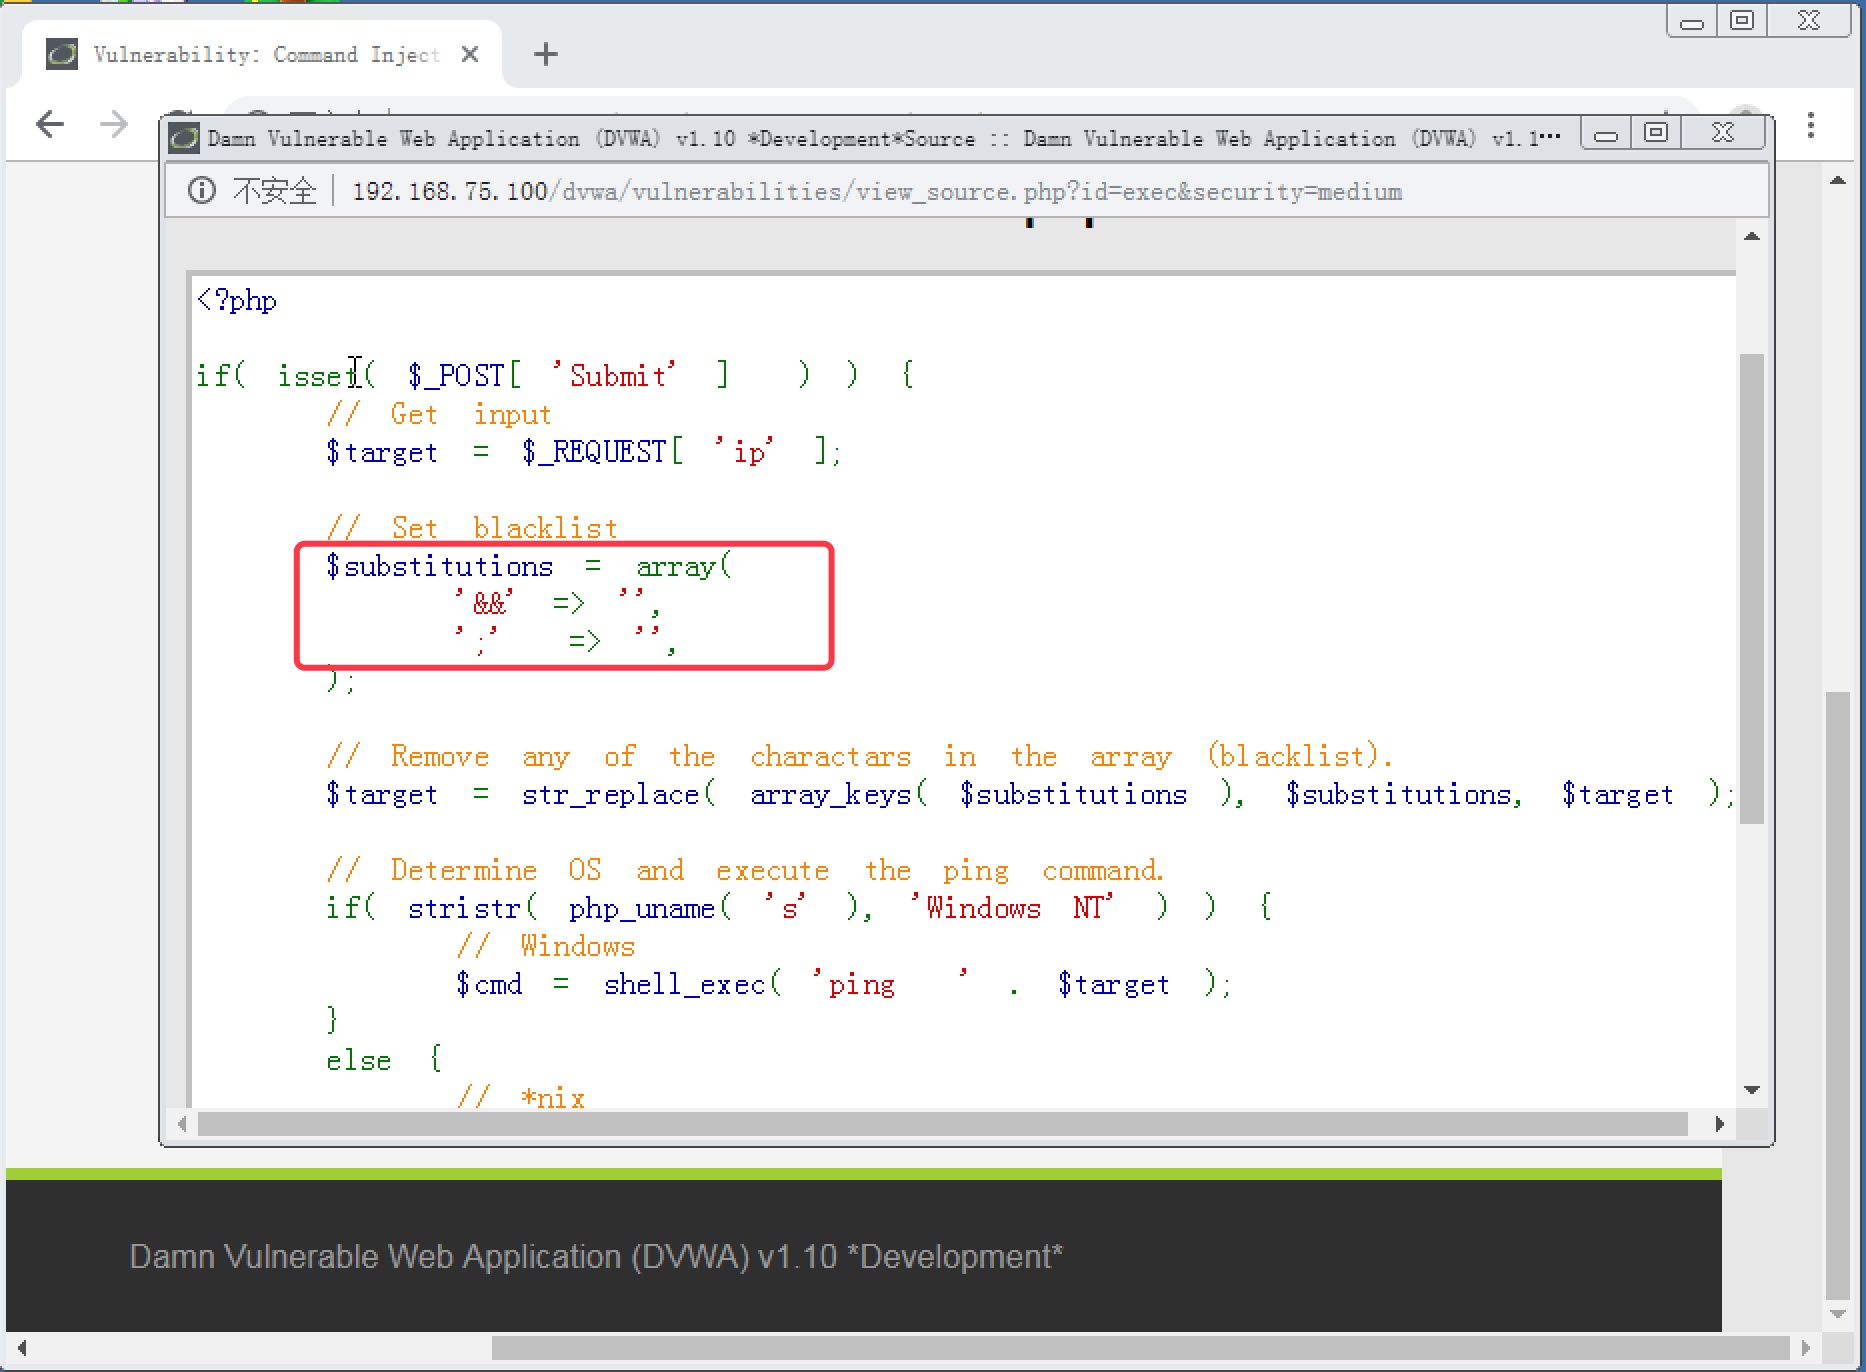 Vulnerability: Command Inject
Damn Vulnerable Web Application (DVWA) v1.10 *Development*Source :: Damn Vulnerable Web Application (DVWA) v1.1···
不安全 | 192.168.75.100/dvwa/vulnerabilities/view_source.php?id=exec&security=medium
<?php
if( isset( $_POST[ 'Submit' ] ) ) {
// Get input
$target = $_REQUEST[ 'ip' ];
// Set blacklist
$substitutions = array(
'&&' => '',
';' => '',
);
// Remove any of the charactars in the array (blacklist).
$target = str_replace( array_keys( $substitutions ), $substitutions, $target );
// Determine OS and execute the ping command.
if( stristr( php_uname( 's' ), 'Windows NT' ) ) {
// Windows
$cmd = shell_exec( 'ping ' . $target );
}
else {
// *nix
Damn Vulnerable Web Application (DVWA) v1.10 *Development*